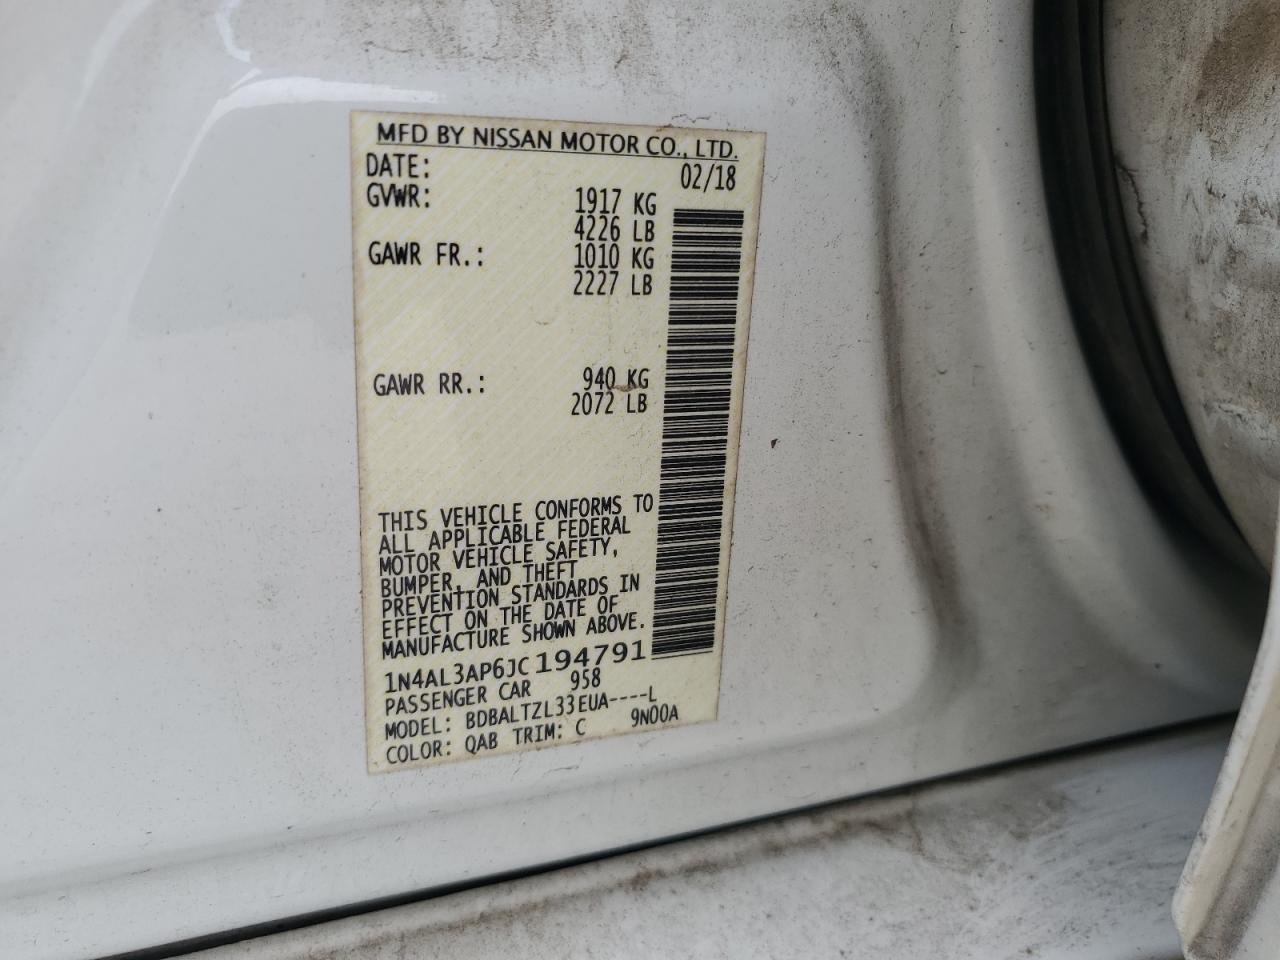 MFD BY NISSAN MOTOR CO., LTD.
DATE: 02/18
GVWR: 1917 KG
4226 LB
GAWR FR.: 1010 KG
2227 LB
GAWR RR.: 940 KG
2072 LB
THIS VEHICLE CONFORMS TO
ALL APPLICABLE FEDERAL
MOTOR VEHICLE SAFETY,
BUMPER, AND THEFT
PREVENTION STANDARDS IN
EFFECT ON THE DATE OF
MANUFACTURE SHOWN ABOVE.
1N4AL3AP6JC194791
PASSENGER CAR 958
MODEL: BDBALTZL33EUA----L
COLOR: QAB TRIM: C 9N00A